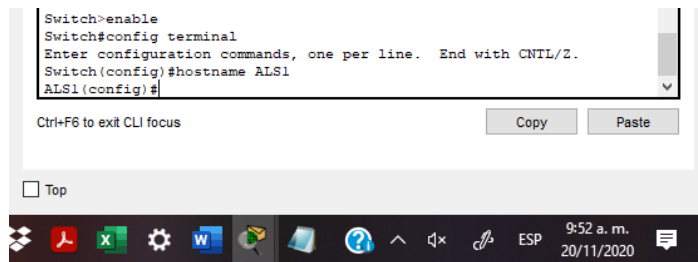 Switch>enable
Switch#config terminal
Enter configuration commands, one per line.  End with CNTL/Z.
Switch(config)#hostname ALS1
ALS1(config)#
Ctrl+F6 to exit CLI focus
Copy
Paste
Top
ESP
9:52 a. m.
20/11/2020